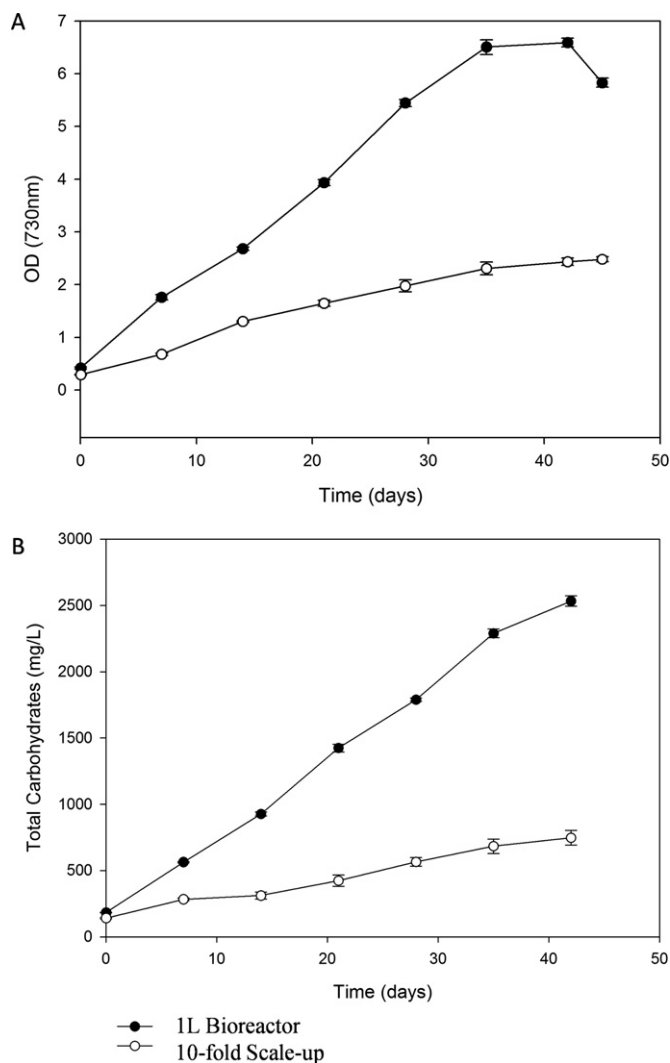 A
OD (730nm)
7
6
5
4
3
2
1
0
0 10 20 30 40 50
Time (days)
B
Total Carbohydrates (mg/L)
3000
2500
2000
1500
1000
500
0
0 10 20 30 40 50
Time (days)
1L Bioreactor
10-fold Scale-up